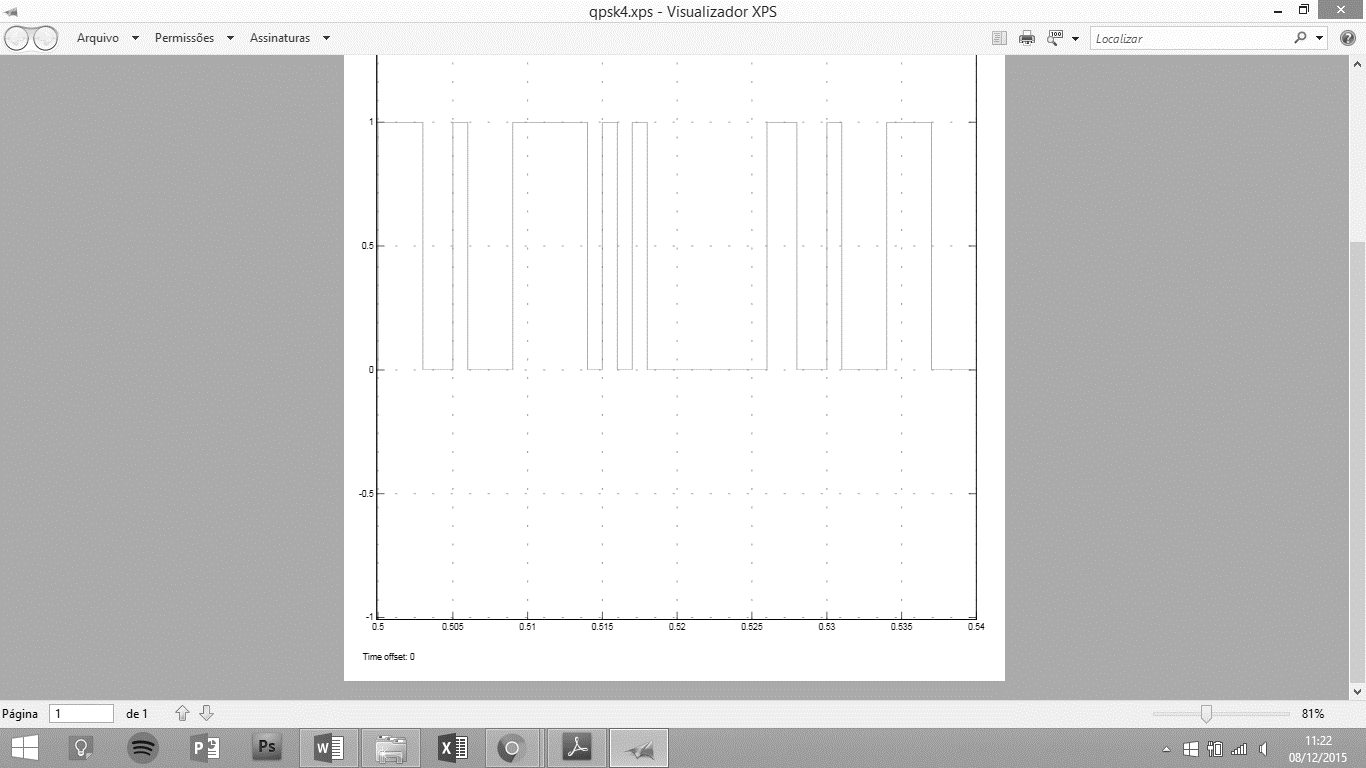 qpsk4.xps - Visualizador XPS
Arquivo Permissões Assinaturas Localizar
1
0.5
0
-0.5
-1
0.5 0.505 0.51 0.515 0.52 0.525 0.53 0.535 0.54
Time offset: 0
Página 1 de 1 81%
11:22
08/12/2015